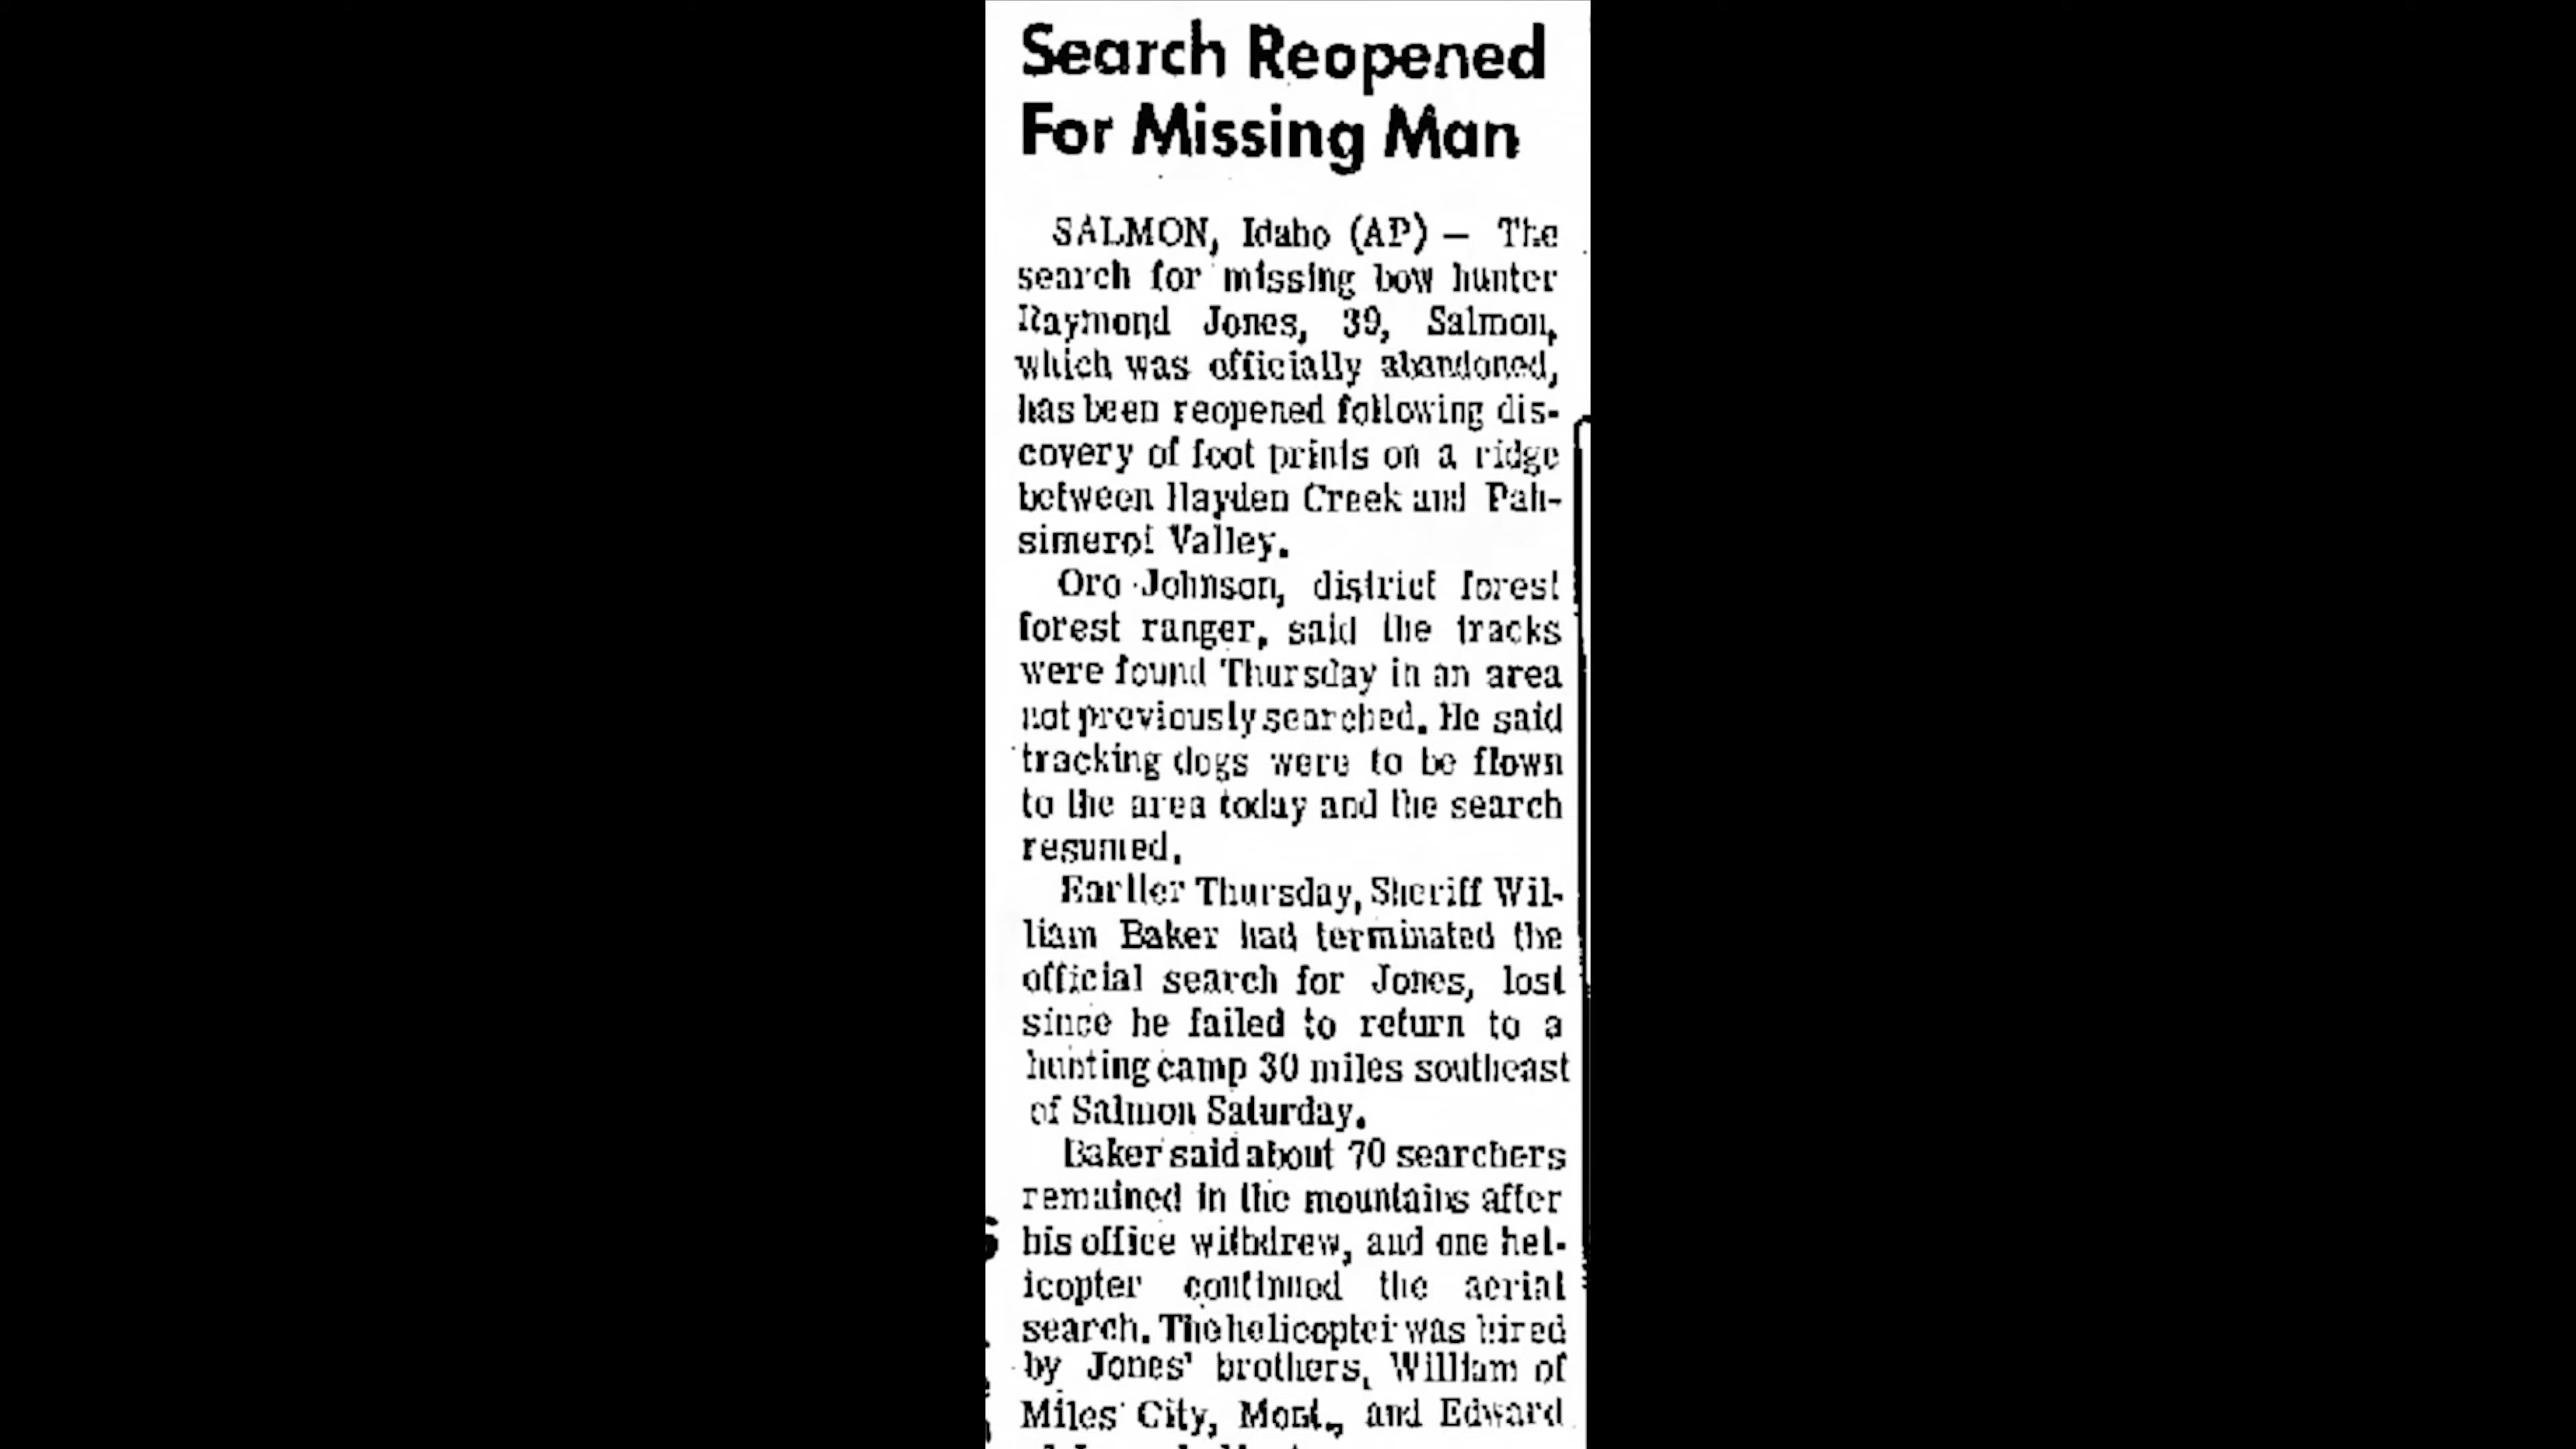 Search Reopened
For Missing Man
SALMON, Idaho (AP) — The
search for missing bow hunter
Raymond Jones, 39, Salmon,
which was officially abandoned,
has been reopened following dis-
covery of foot prints on a ridge
between Hayden Creek and Pah-
simeroi Valley.
Oro Johnson, district forest
forest ranger, said the tracks
were found Thursday in an area
not previously searched. He said
tracking dogs were to be flown
to the area today and the search
resumed.
Earlier Thursday, Sheriff Wil-
liam Baker had terminated the
official search for Jones, lost
since he failed to return to a
hunting camp 30 miles southeast
of Salmon Saturday.
Baker said about 70 searchers
remained in the mountains after
his office withdrew, and one hel-
icopter continued the aerial
search. The helicopter was hired
by Jones' brothers, William of
Miles City, Mont., and Edward